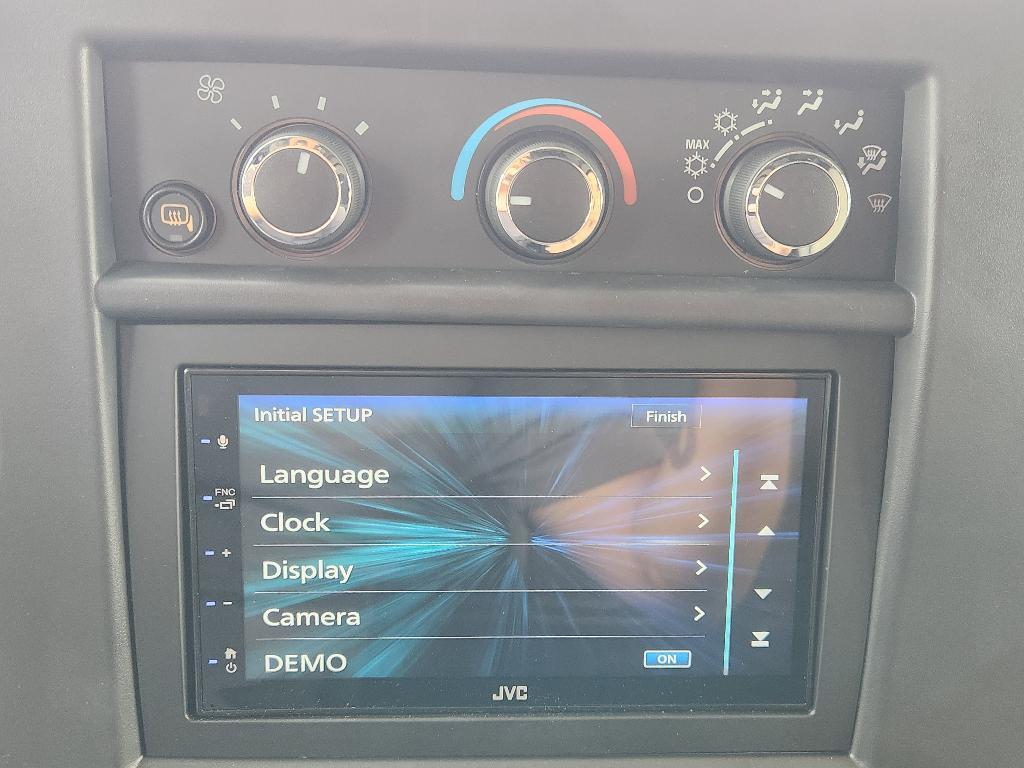 MAX
Initial SETUP
Finish
Language
FNC
Clock
Display
Camera
DEMO
ON
JVC